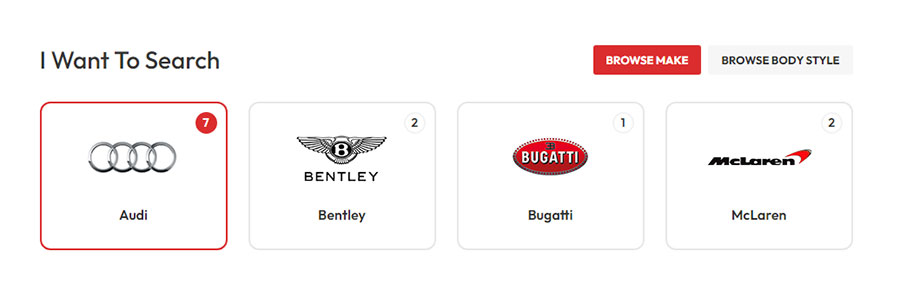 I Want To Search
BROWSE MAKE
BROWSE BODY STYLE
7
Audi
2
B
BENTLEY
Bentley
1
EB
BUGATTI
Bugatti
2
McLaren
McLaren